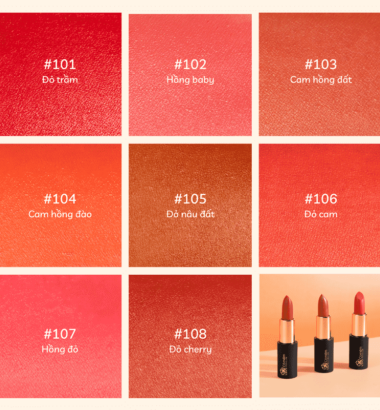 #101
Đỏ trầm
#102
Hồng baby
#103
Cam hồng đất
#104
Cam hồng đào
#105
Đỏ nâu đất
#106
Đỏ cam
#107
Hồng đỏ
#108
Đỏ cherry